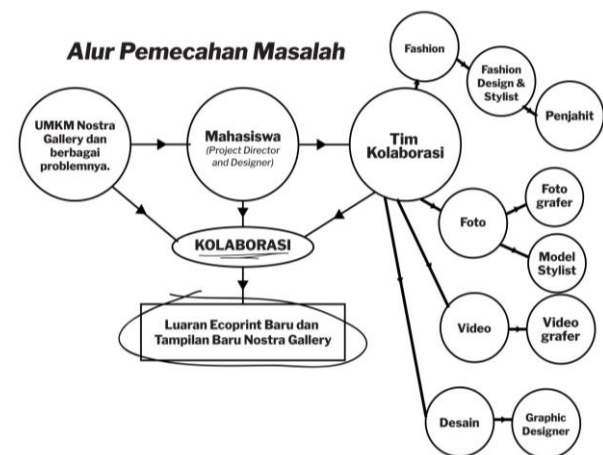 Alur Pemecahan Masalah
UMKM Nostra
Gallery dan
berbagai
problemnya.
Mahasiswa
(Project Director
and Designer)
Tim
Kolaborasi
KOLABORASI
Luaran Ecoprint Baru dan
Tampilan Baru Nostra Gallery
Fashion
Fashion
Design &
Stylist
Penjahit
Foto
Foto
grafer
Model
Stylist
Video
Video
grafer
Desain
Graphic
Designer